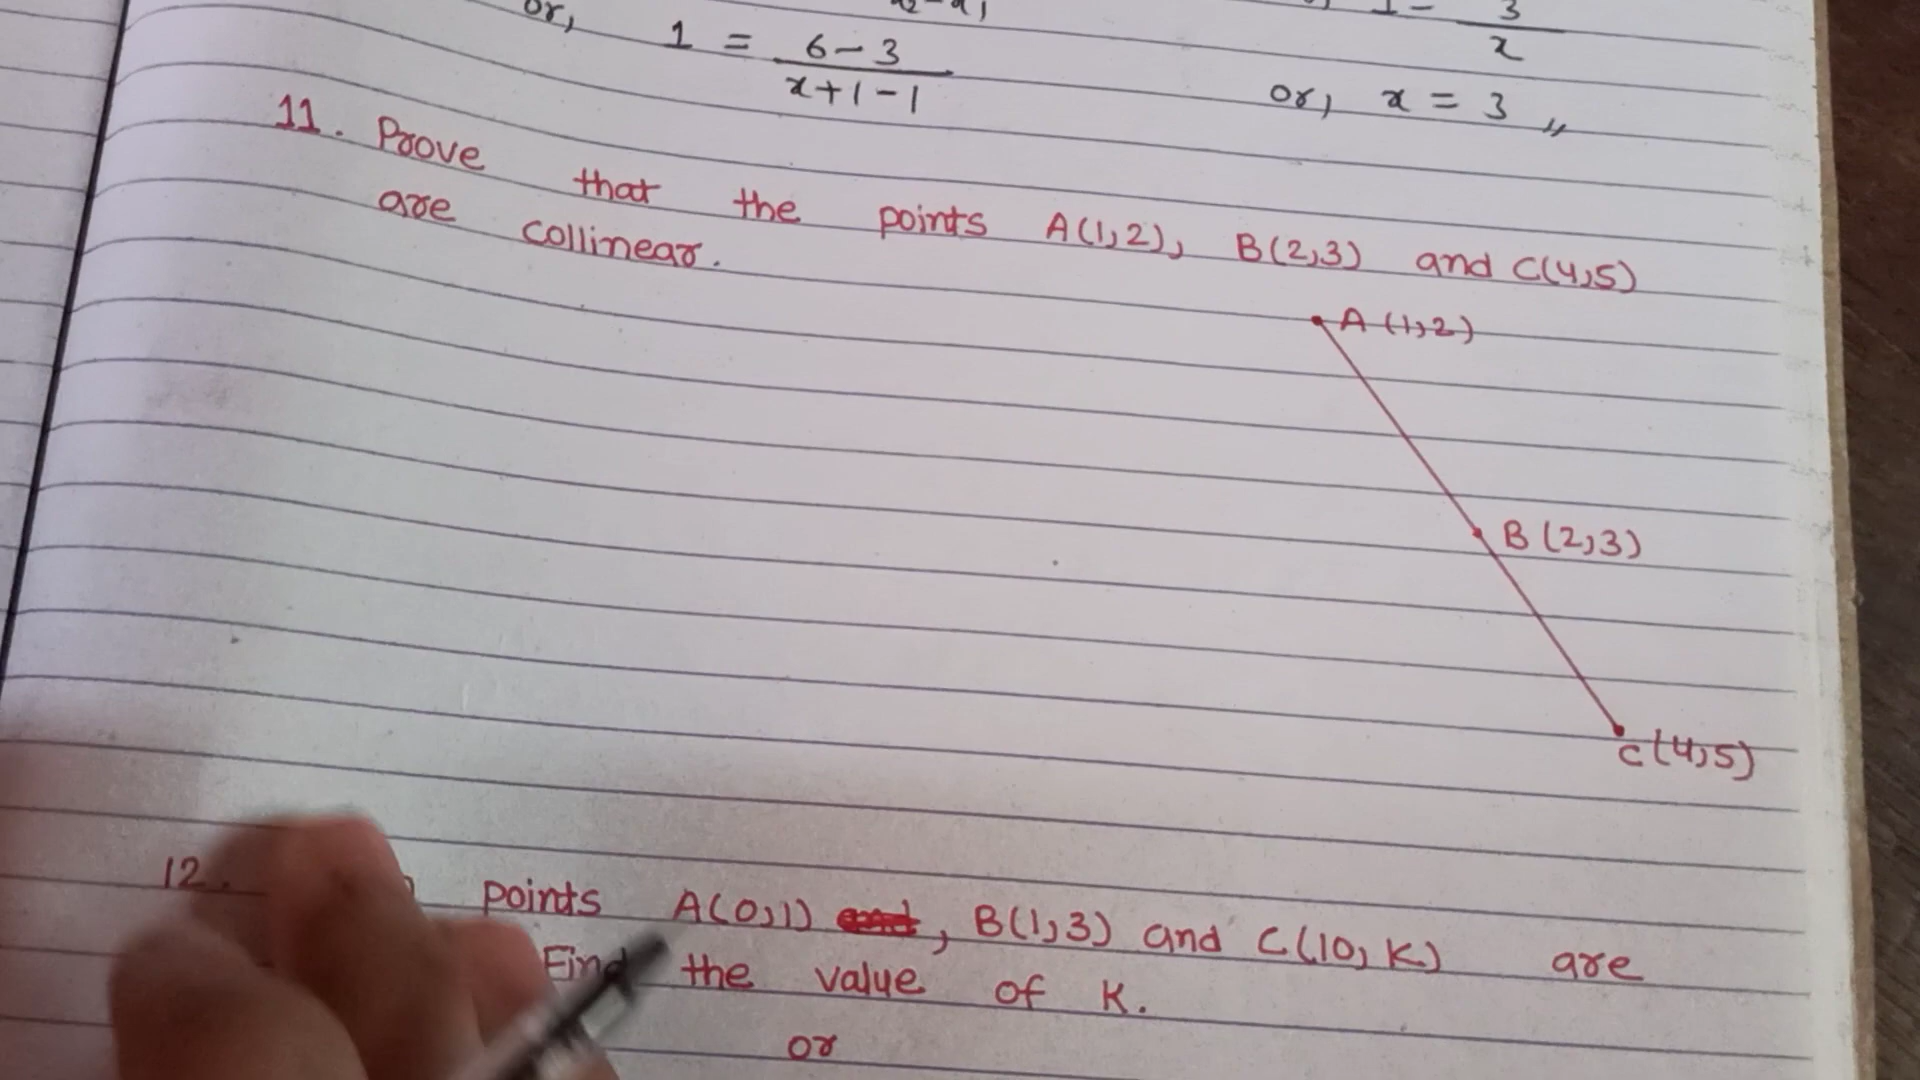 or, 1 = 6-3 / x+1-1
or, x = 3 ,,
11. Prove that the points A(1,2), B(2,3) and C(4,5)
are collinear.
A (1,2)
B (2,3)
C(4,5)
12. points A(0,1) , B(1,3) and C(10, K) are
Find the value of K.
or